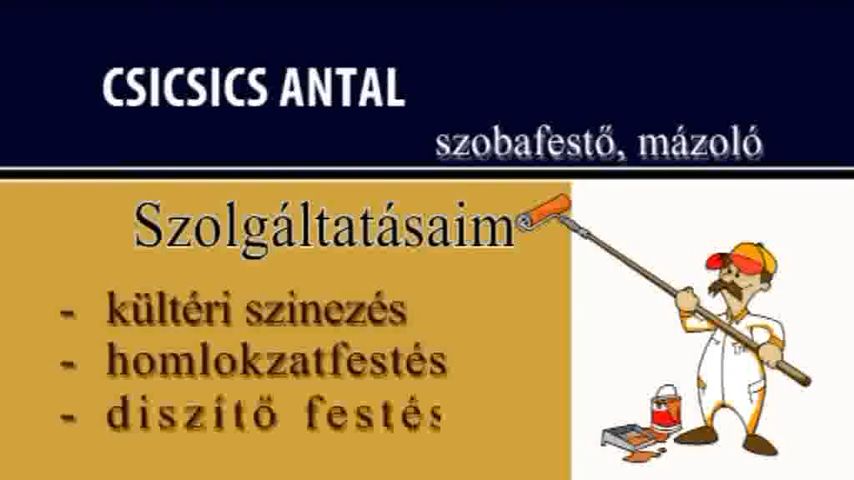 CSICSICS ANTAL
szobafestő, mázoló
Szolgáltatásaim
- kültéri szinezés
- homlokzatfestés
- diszítő festés